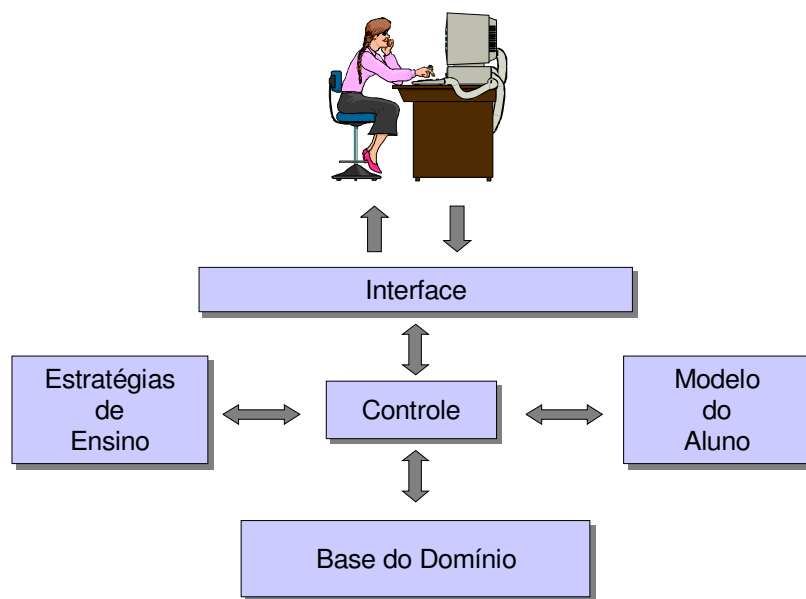 Interface
Estratégias
de
Ensino
Controle
Modelo
do
Aluno
Base do Domínio